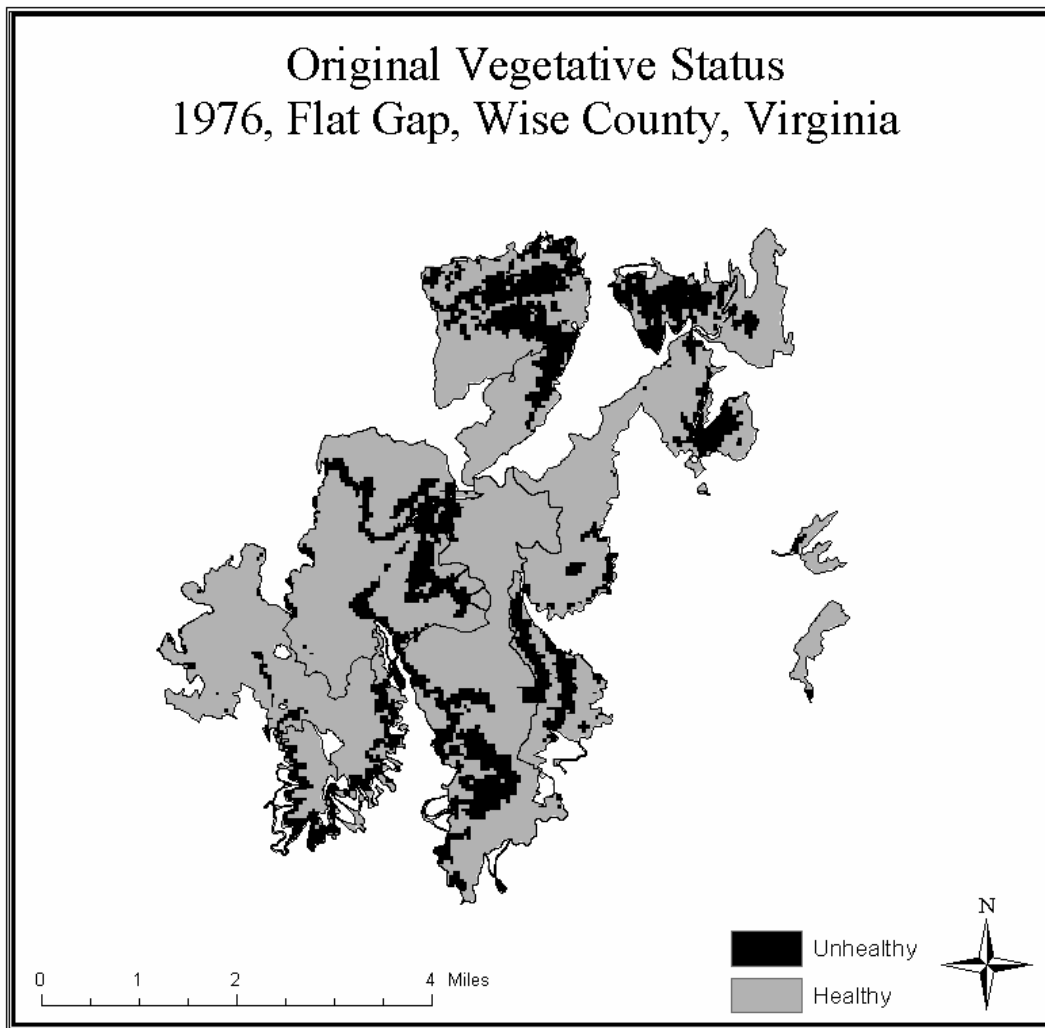 Original Vegetative Status
1976, Flat Gap, Wise County, Virginia
N
Unhealthy
0 1 2 4 Miles
Healthy